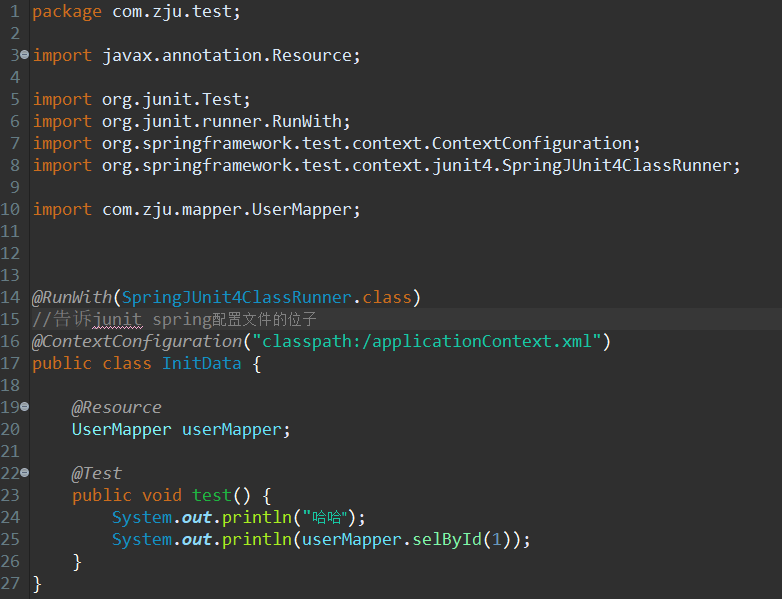 1 package com.zju.test;
2
3 import javax.annotation.Resource;
4
5 import org.junit.Test;
6 import org.junit.runner.RunWith;
7 import org.springframework.test.context.ContextConfiguration;
8 import org.springframework.test.context.junit4.SpringJUnit4ClassRunner;
9
10 import com.zju.mapper.UserMapper;
11
12
13
14 @RunWith(SpringJUnit4ClassRunner.class)
15 //告诉junit spring配置文件的位子
16 @ContextConfiguration("classpath:/applicationContext.xml")
17 public class InitData {
18
19     @Resource
20     UserMapper userMapper;
21
22     @Test
23     public void test() {
24         System.out.println("哈哈");
25         System.out.println(userMapper.selById(1));
26     }
27 }